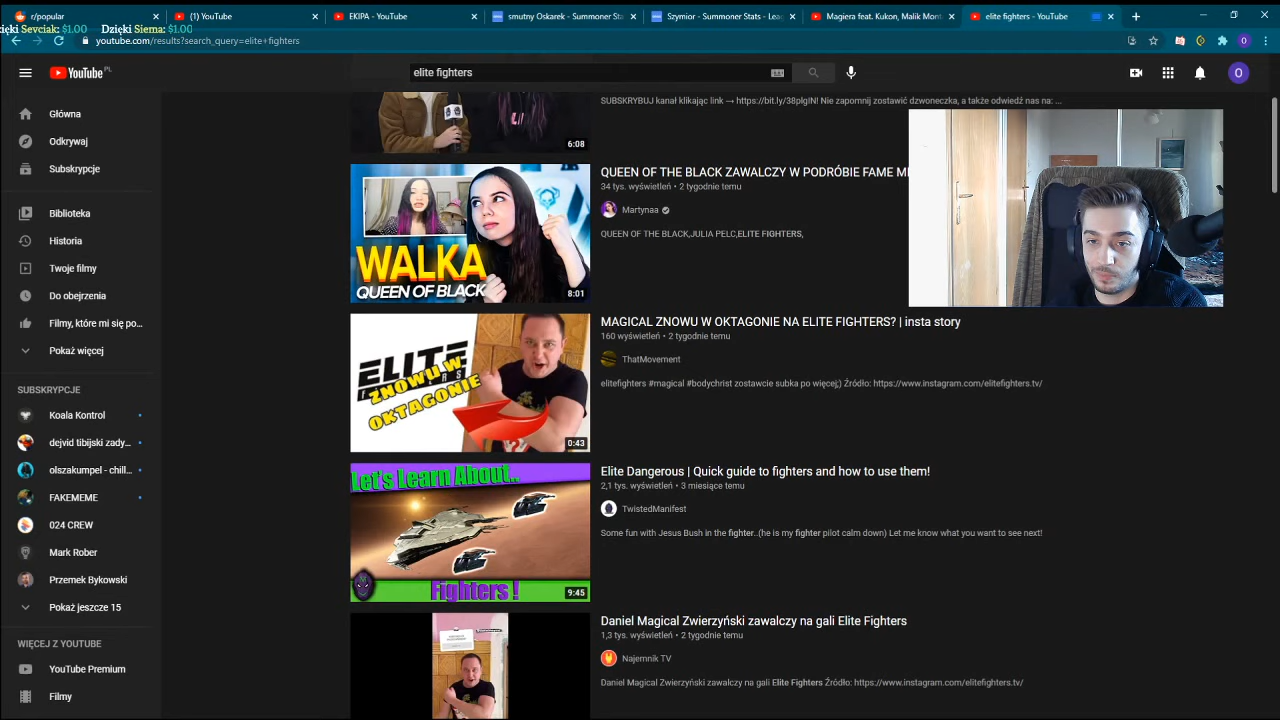 r/popular
(1) YouTube
EKIPA - YouTube
smutny Oskarek - Summoner Sta
Szymior - Summoner Stats - Lea
Magiera feat. Kukon, Malik Mont
elite fighters - YouTube
Dzięki Sevciak: $1.00 Dzięki Siema: $1.00
youtube.com/results?search_query=elite+fighters
O
YouTube PL
elite fighters
O
Główna
Odkrywaj
Subskrypcje
Biblioteka
Historia
Twoje filmy
Do obejrzenia
Filmy, które mi się po...
Pokaż więcej
SUBSKRYPCJE
Koala Kontrol
dejvid tibijski zady...
olszakumpel - chill...
FAKEMEME
024 CREW
Mark Rober
Przemek Bykowski
Pokaż jeszcze 15
WIĘCEJ Z YOUTUBE
YouTube Premium
Filmy
6:08
SUBSKRYBUJ kanał klikając link → https://bit.ly/38plgIN! Nie zapomnij zostawić dzwoneczka, a także odwiedź nas na: ...
WALKA
QUEEN OF BLACK
8:01
QUEEN OF THE BLACK ZAWALCZY W PODRÓBIE FAME M
34 tys. wyświetleń • 2 tygodnie temu
Martynaa
QUEEN OF THE BLACK,JULIA PELC,ELITE FIGHTERS,
ELITE
ZNOWU W
OKTAGONIE
0:43
MAGICAL ZNOWU W OKTAGONIE NA ELITE FIGHTERS? | insta story
160 wyświetleń • 2 tygodnie temu
ThatMovement
elitefighters #magical #bodychrist zostawcie subka po więcej;) Źródło: https://www.instagram.com/elitefighters.tv/
Let's Learn About..
Fighters !
9:45
Elite Dangerous | Quick guide to fighters and how to use them!
2,1 tys. wyświetleń • 3 miesiące temu
TwistedManifest
Some fun with Jesus Bush in the fighter..(he is my fighter pilot calm down) Let me know what you want to see next!
Daniel Magical Zwierzyński zawalczy na gali Elite Fighters
1,3 tys. wyświetleń • 2 tygodnie temu
Najemnik TV
Daniel Magical Zwierzyński zawalczy na gali Elite Fighters Źródło: https://www.instagram.com/elitefighters.tv/